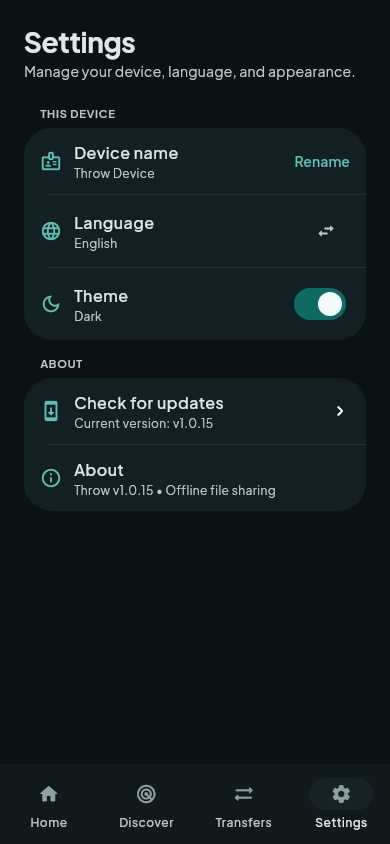 Settings
Manage your device, language, and appearance.
THIS DEVICE
Device name
Throw Device
Rename
Language
English
Theme
Dark
ABOUT
Check for updates
Current version: v1.0.15
About
Throw v1.0.15 • Offline file sharing
Home
Discover
Transfers
Settings